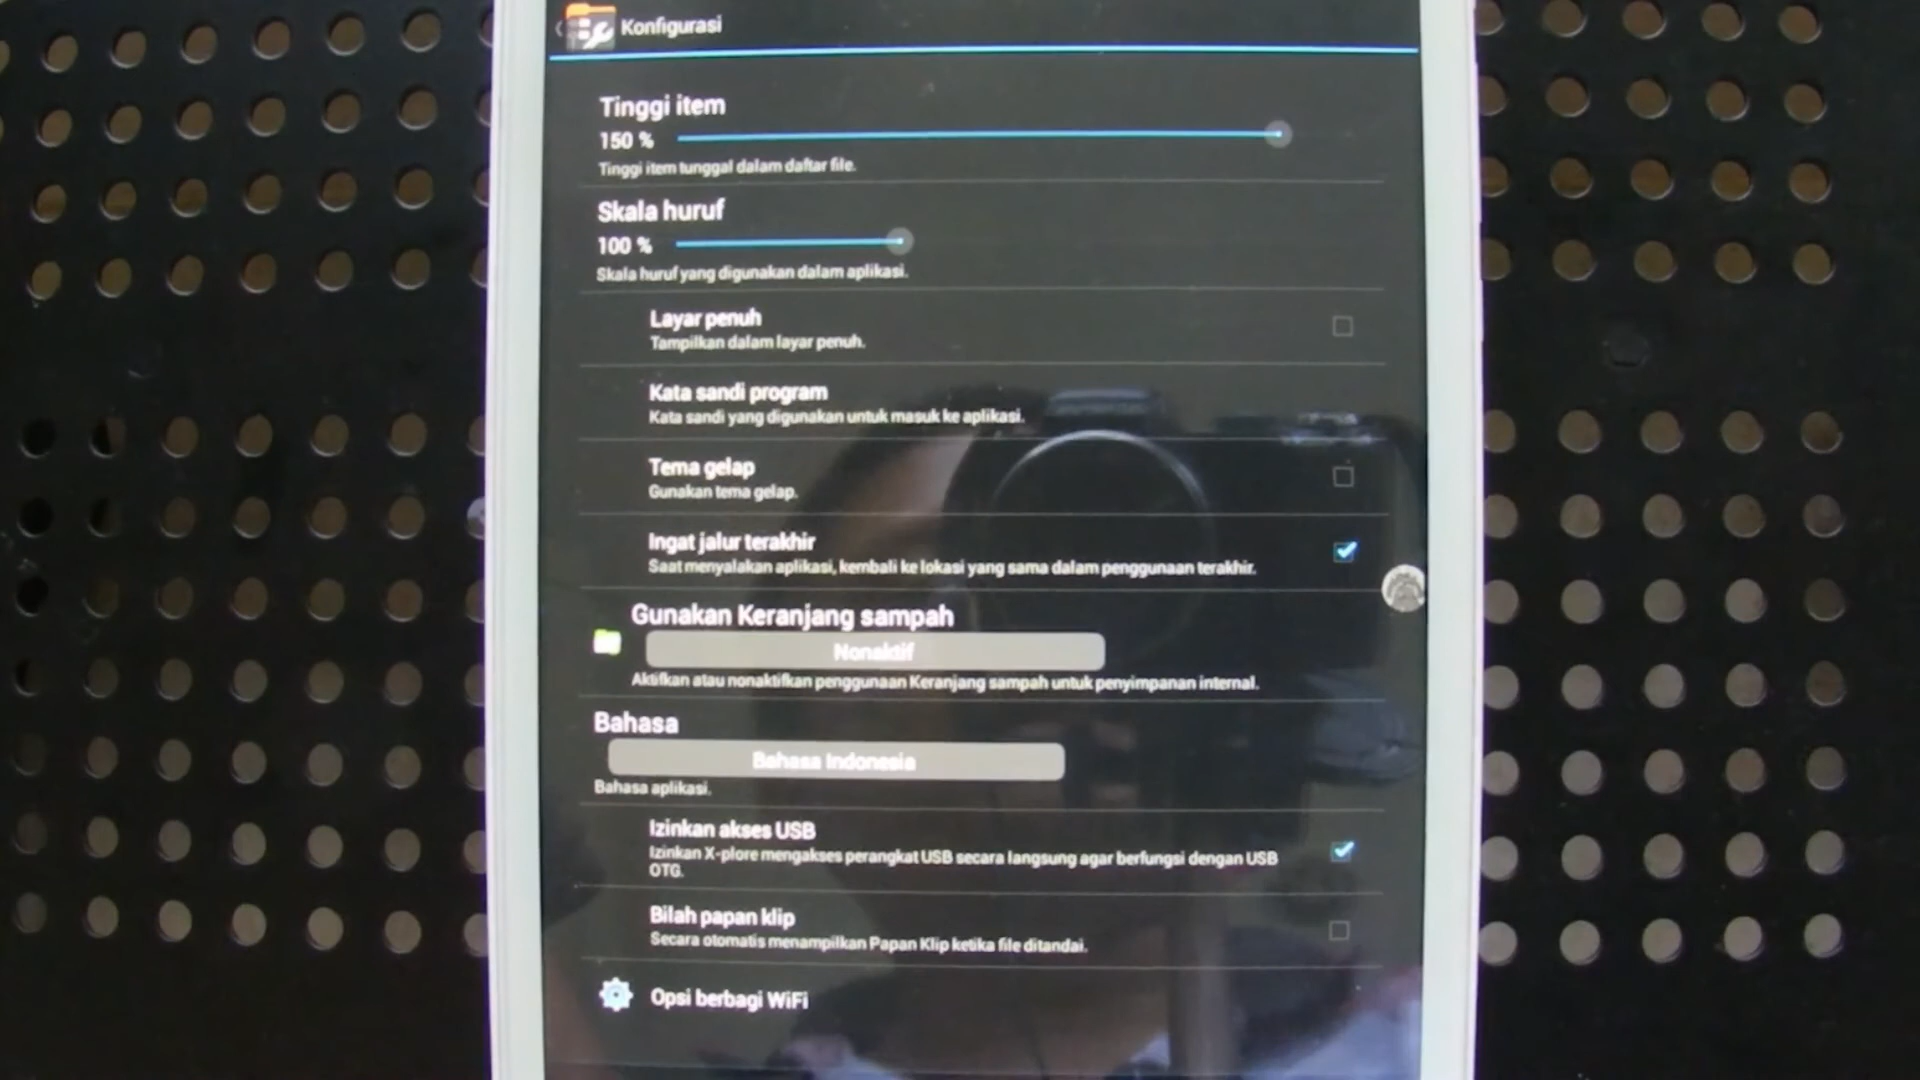 Konfigurasi
Tinggi item
150 %
Tinggi item tunggal dalam daftar file.
Skala huruf
100 %
Skala huruf yang digunakan dalam aplikasi.
Layar penuh
Tampilkan dalam layar penuh.
Kata sandi program
Kata sandi yang digunakan untuk masuk ke aplikasi.
Tema gelap
Gunakan tema gelap.
Ingat jalur terakhir
Saat menyalakan aplikasi, kembali ke lokasi yang sama dalam penggunaan terakhir.
Gunakan Keranjang sampah
Nonaktif
Aktifkan atau nonaktifkan penggunaan Keranjang sampah untuk penyimpanan internal.
Bahasa
Bahasa Indonesia
Bahasa aplikasi.
Izinkan akses USB
Izinkan X-plore mengakses perangkat USB secara langsung agar berfungsi dengan USB
OTG.
Bilah papan klip
Secara otomatis menampilkan Papan Klip ketika file ditandai.
Opsi berbagi WiFi